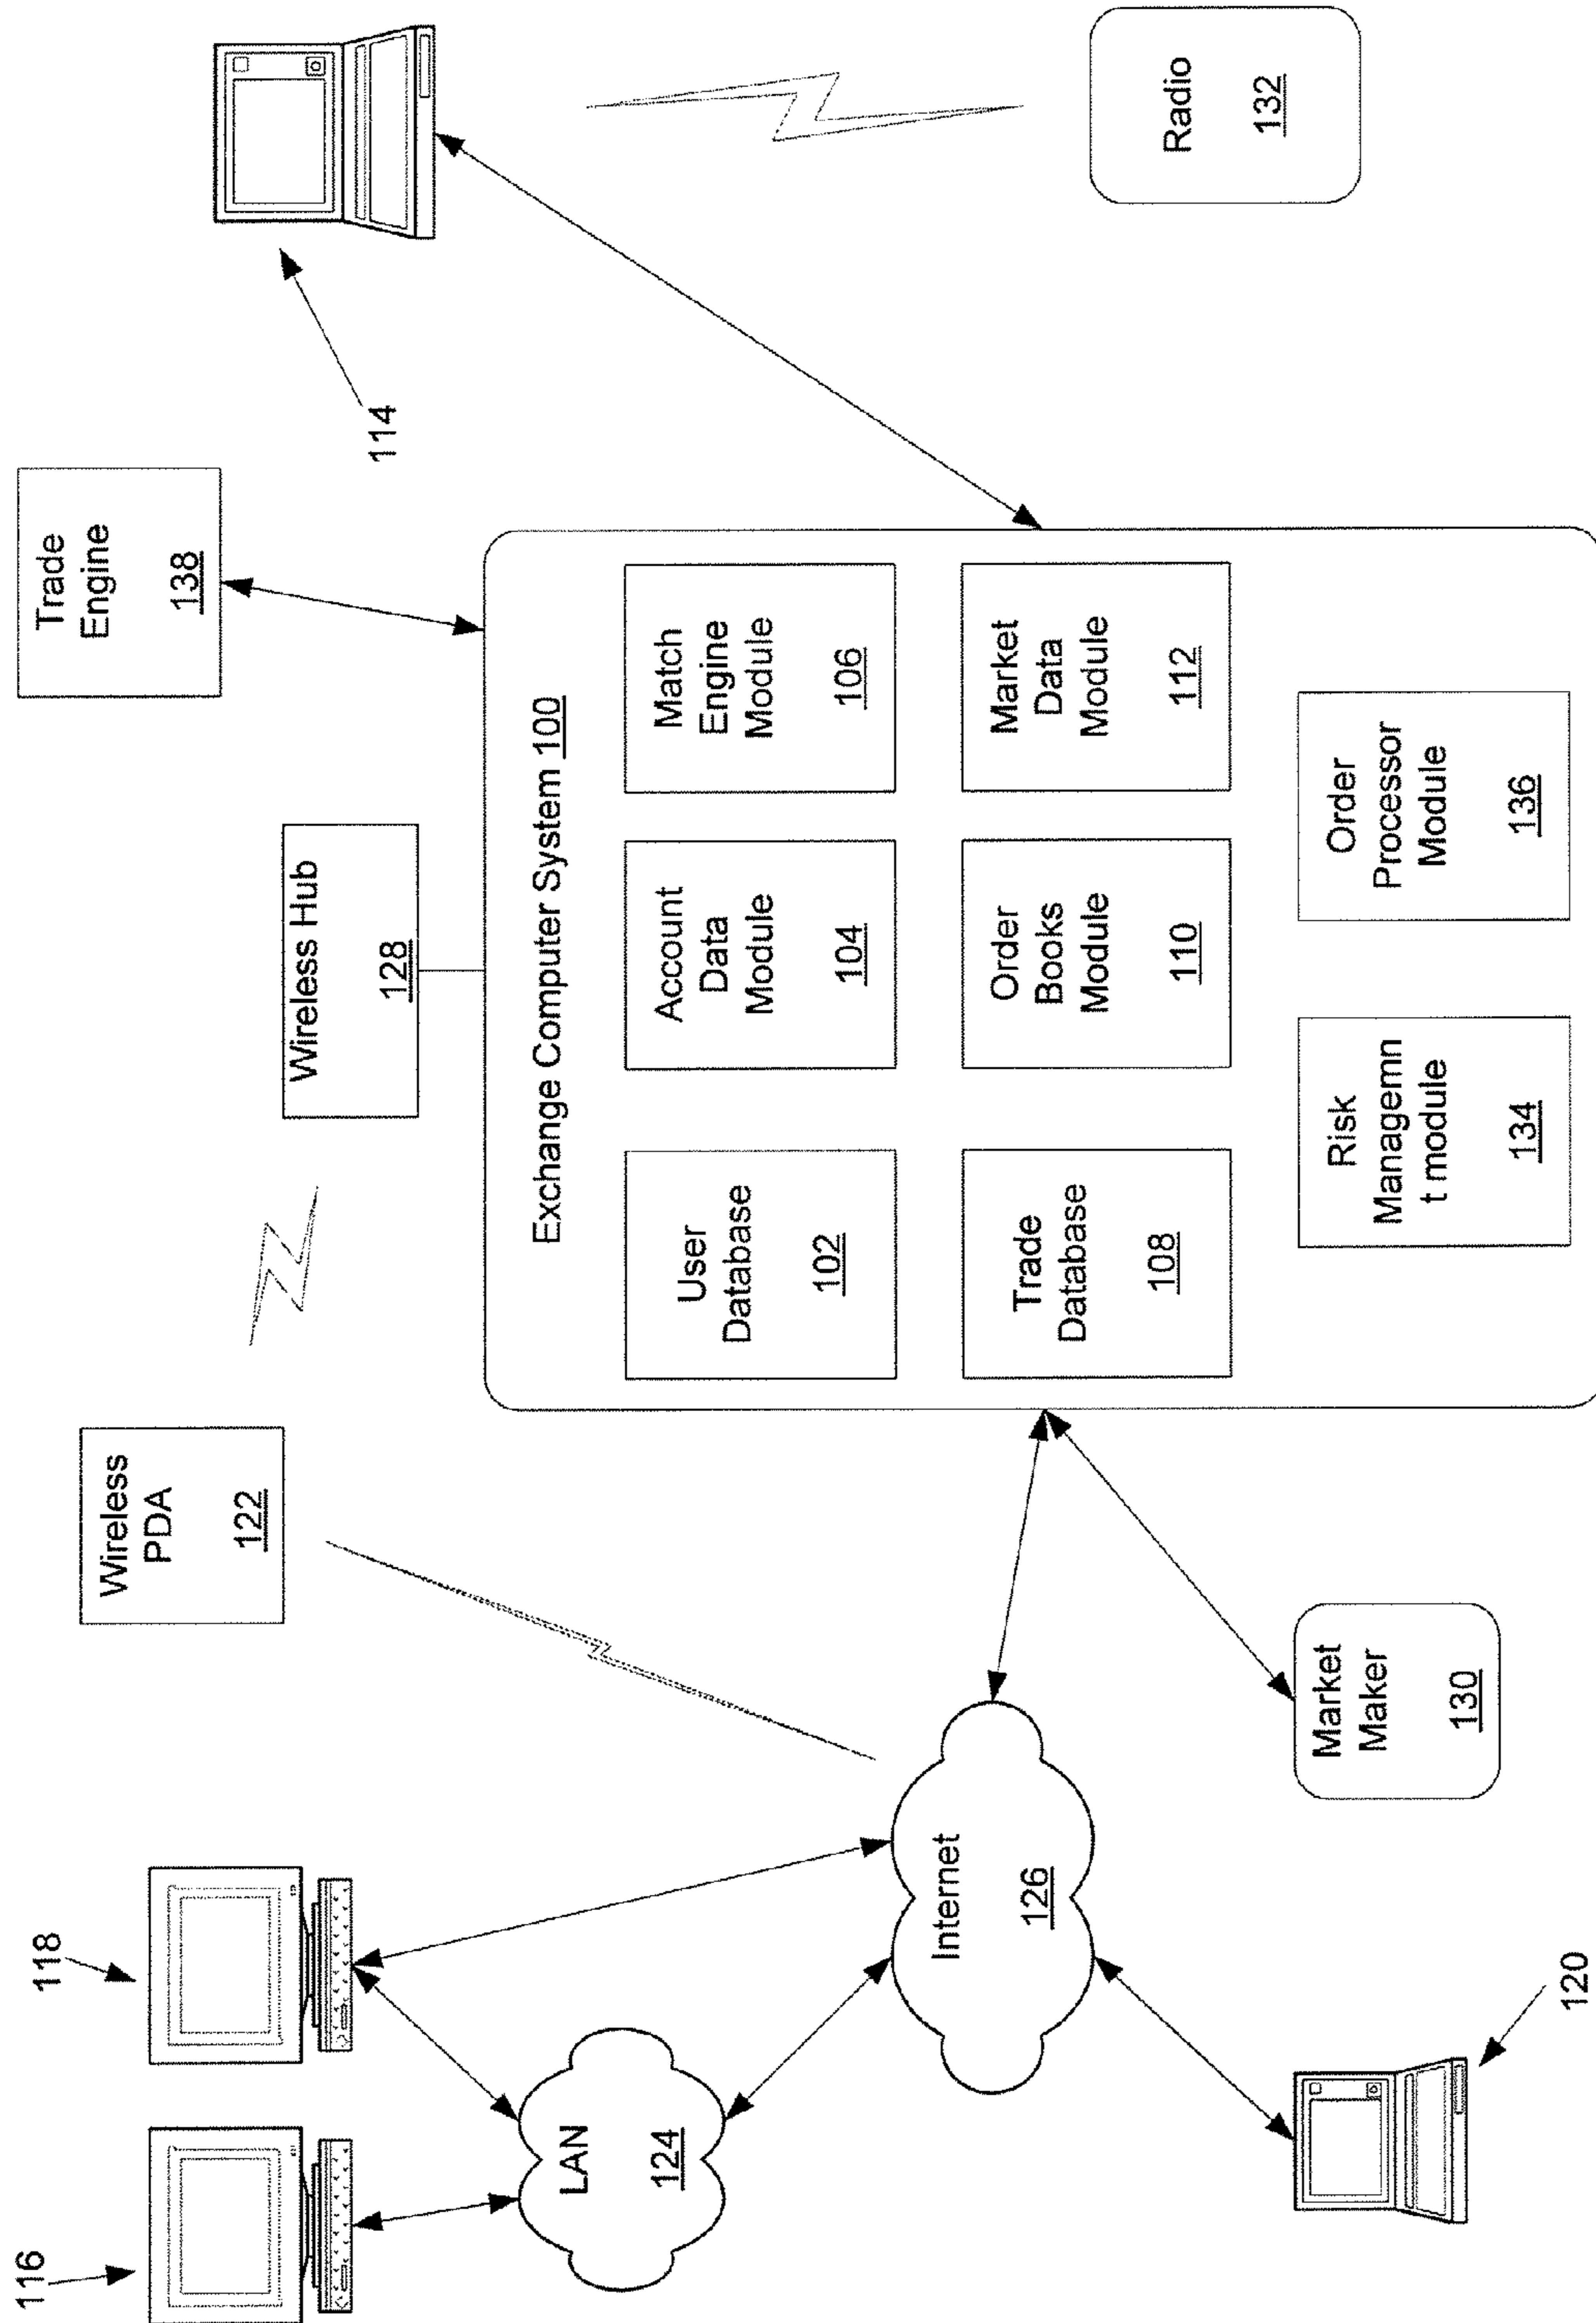 116
118
Wireless
PDA
122
Wireless Hub
128
Trade
Engine
138
114
LAN
124
Internet
126
Exchange Computer System 100
User
Database
102
Account
Data
Module
104
Match
Engine
Module
106
Trade
Database
108
Order
Books
Module
110
Market
Data
Module
112
Risk
Managemn
t module
134
Order
Processor
Module
136
120
Market
Maker
130
Radio
132